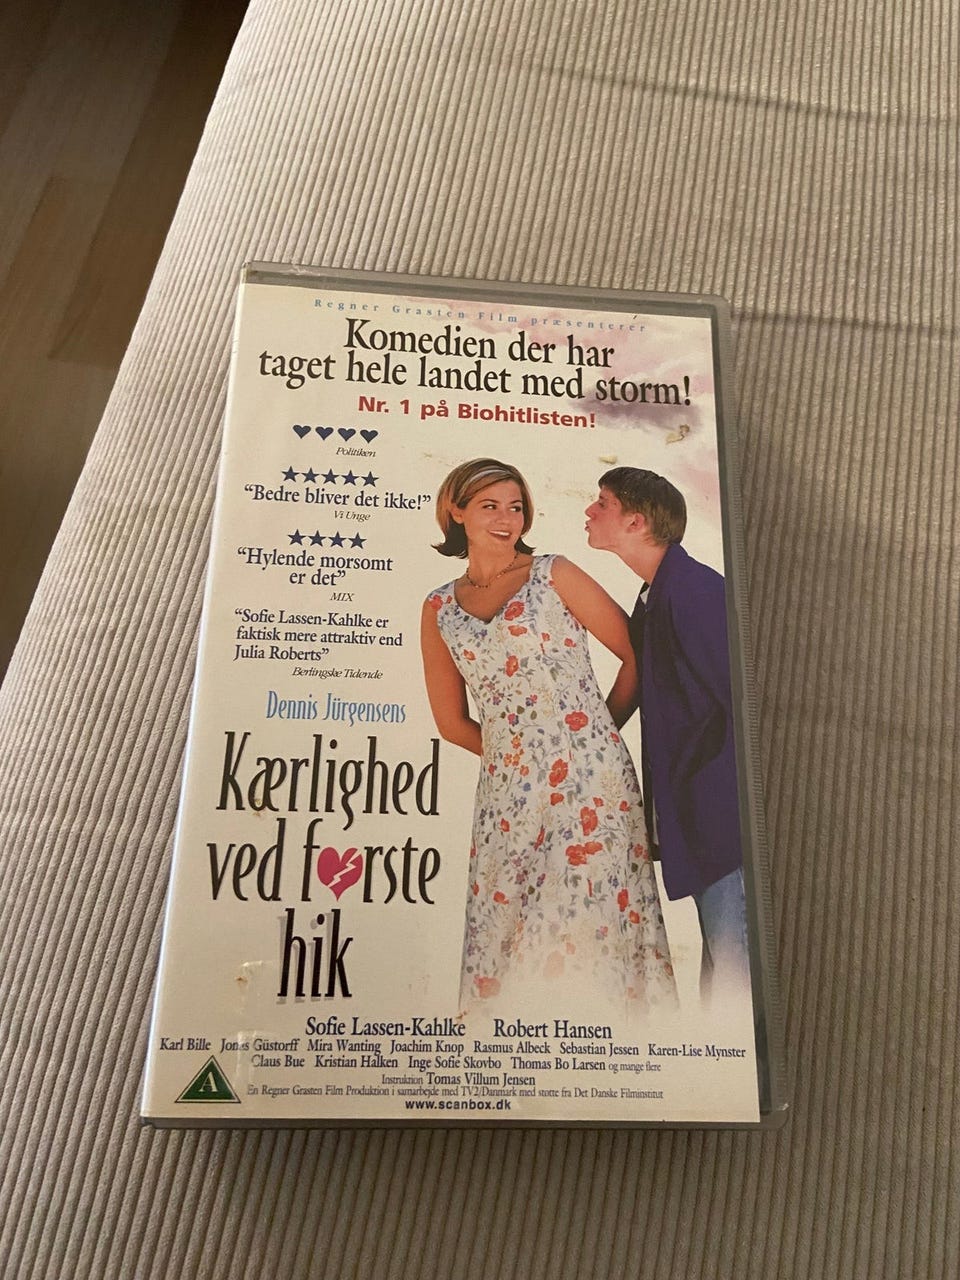 Regner Grasten Film præsenterer
Komedien der har
taget hele landet med storm!
Nr. 1 på Biohitlisten!
Politiken
"Bedre bliver det ikke!"
Vi Unge
"Hylende morsomt
er det"
MIX
"Sofie Lassen-Kahlke er
faktisk mere attraktiv end
Julia Roberts"
Berlingske Tidende
Dennis Jürgensens
Kærlighed
ved første
hik
Sofie Lassen-Kahlke Robert Hansen
Karl Bille Jonas Güstorff Mira Wanting Joachim Knop Rasmus Albeck Sebastian Jessen Karen-Lise Mynster
Claus Bue Kristian Halken Inge Sofie Skovbo Thomas Bo Larsen og mange flere
Instruktion Tomas Villum Jensen
En Regner Grasten Film Produktion i samarbejde med TV2/Danmark med støtte fra Det Danske Filminstitut
www.scanbox.dk
A